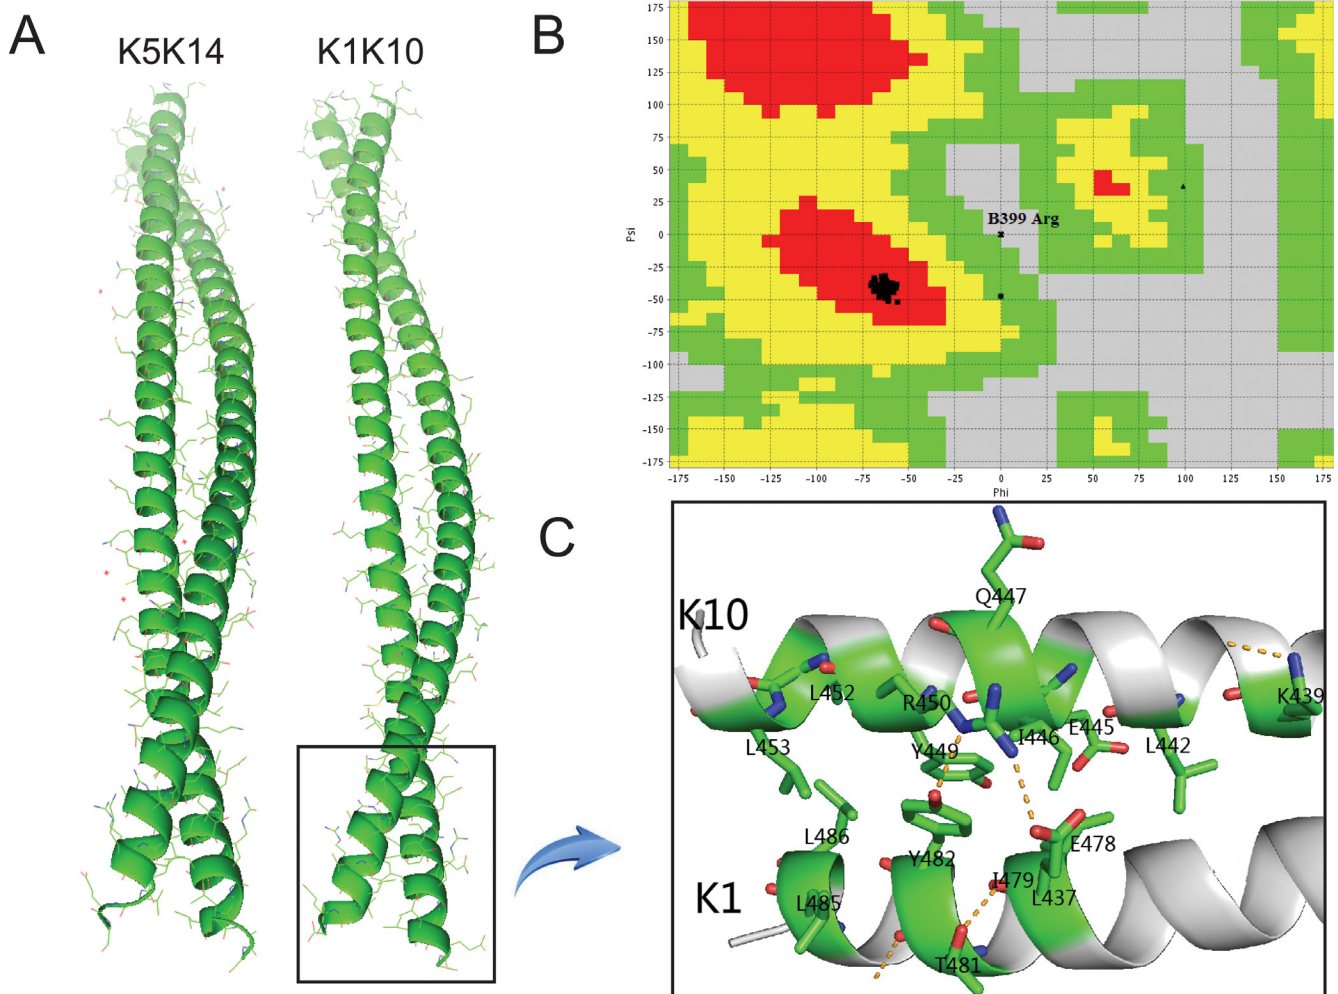 A
K5K14
K1K10
B
175
150
125
100
75
50
25
0
-25
-50
-75
-100
-125
-150
-175
Psi
B399 Arg
-175 -150 -125 -100 -75 -50 -25 0 25 50 75 100 125 150 175
Phi
C
K10
Q447
L452
R450
K439
L453
Y449
I446
E445
L442
L486
Y482
E478
K1
L485
I479
L437
T481